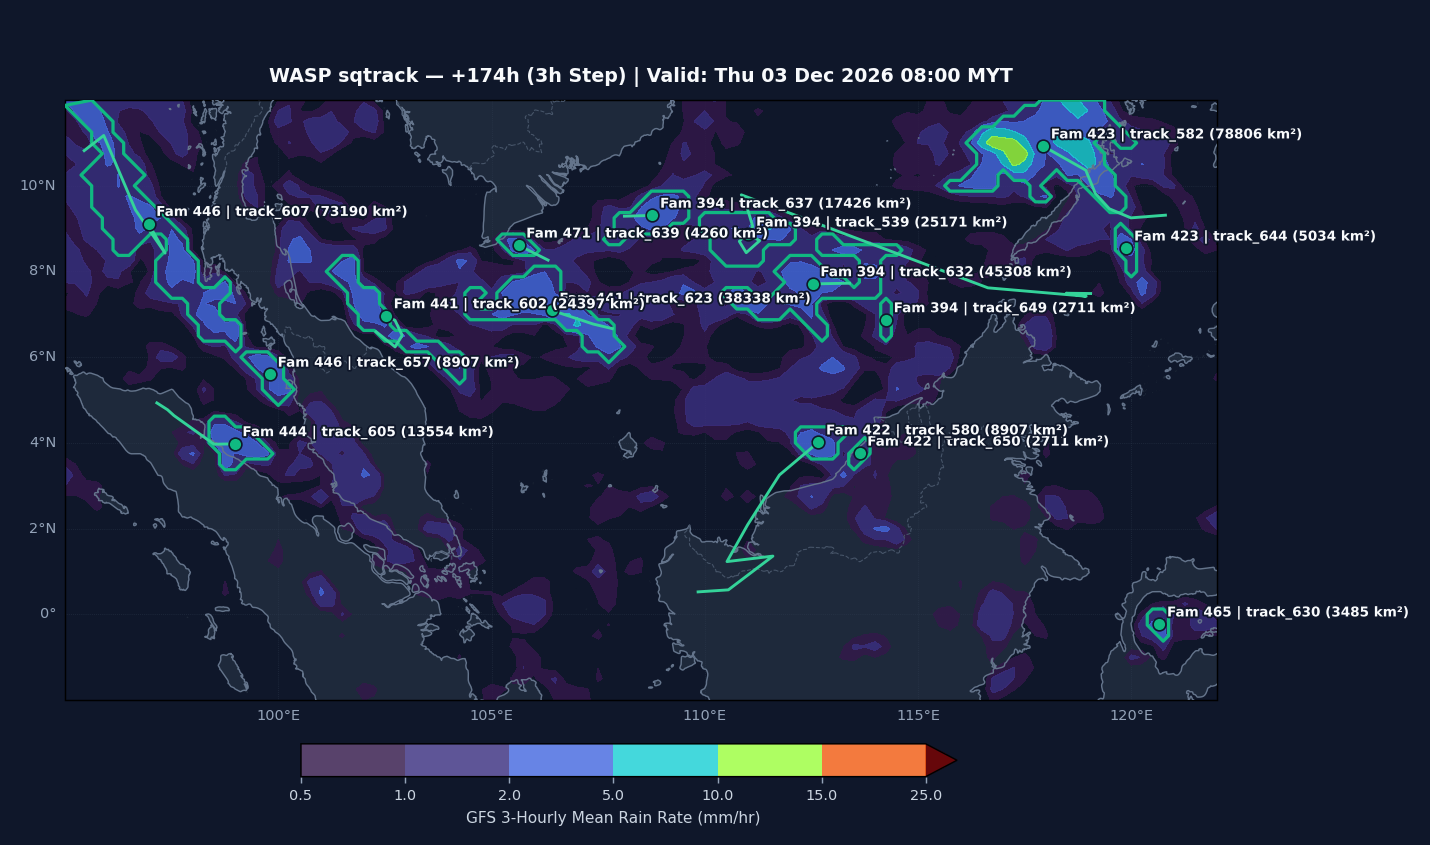 WASP sqtrack — +174h (3h Step) | Valid: Thu 03 Dec 2026 08:00 MYT
Fam 423 | track_582 (78806 km²)
10°N
Fam 446 | track_607 (73190 km²)
Fam 394 | track_637 (17426 km²)
Fam 394 | track_539 (25171 km²)
Fam 471 | track_639 (4260 km²)
Fam 423 | track_644 (5034 km²)
8°N
Fam 394 | track_632 (45308 km²)
Fam 441 | track_623 (38338 km²)
Fam 441 | track_602 (24397 km²)
Fam 394 | track_649 (2711 km²)
6°N
Fam 446 | track_657 (8907 km²)
Fam 444 | track_605 (13554 km²)
Fam 422 | track_580 (8907 km²)
4°N
Fam 422 | track_650 (2711 km²)
2°N
0°
Fam 465 | track_630 (3485 km²)
100°E 105°E 110°E 115°E 120°E
0.5 1.0 2.0 5.0 10.0 15.0 25.0
GFS 3-Hourly Mean Rain Rate (mm/hr)